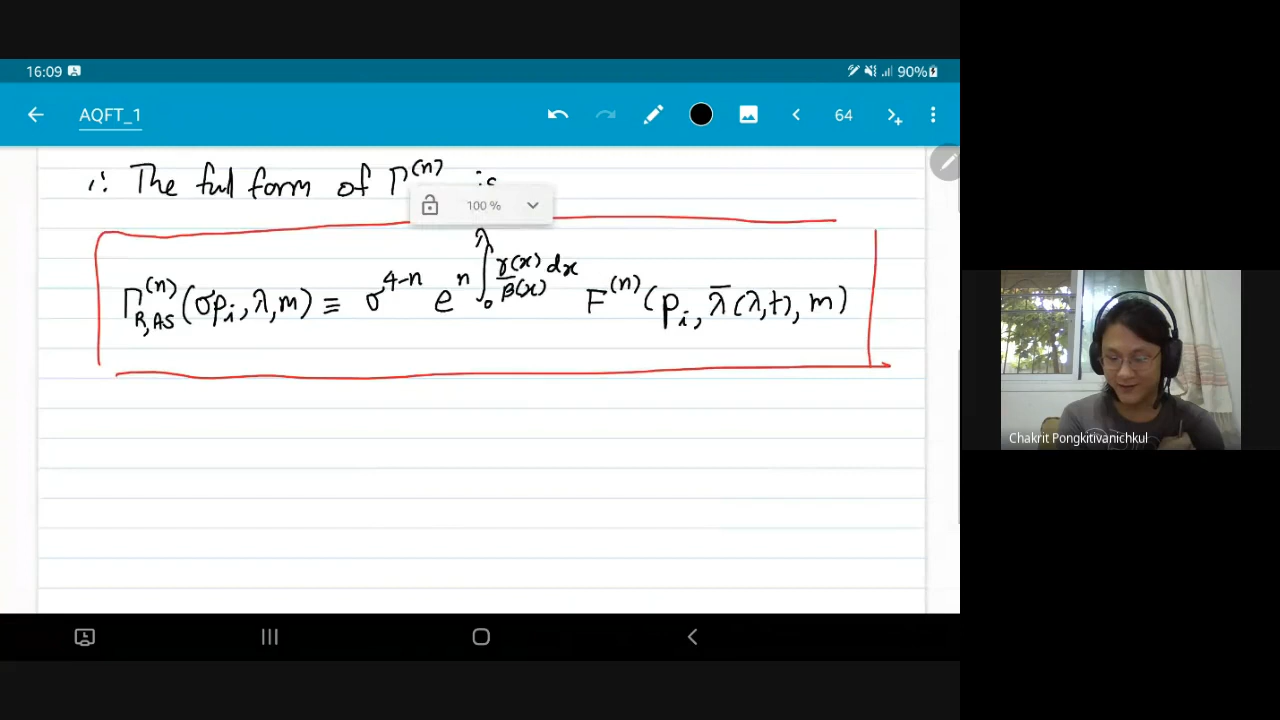 16:09 90%
AQFT_1 64
∴ The full form of Γ⁽ⁿ⁾ is
100 %
Γ⁽ⁿ⁾_{R,AS}(σp_i, λ, m) ≡ σ^{4-n} e^{n ∫_0^λ γ(x)/β(x) dx} F⁽ⁿ⁾(p_i, λ̄(λ,t), m)
Chakrit Pongkitivanichkul